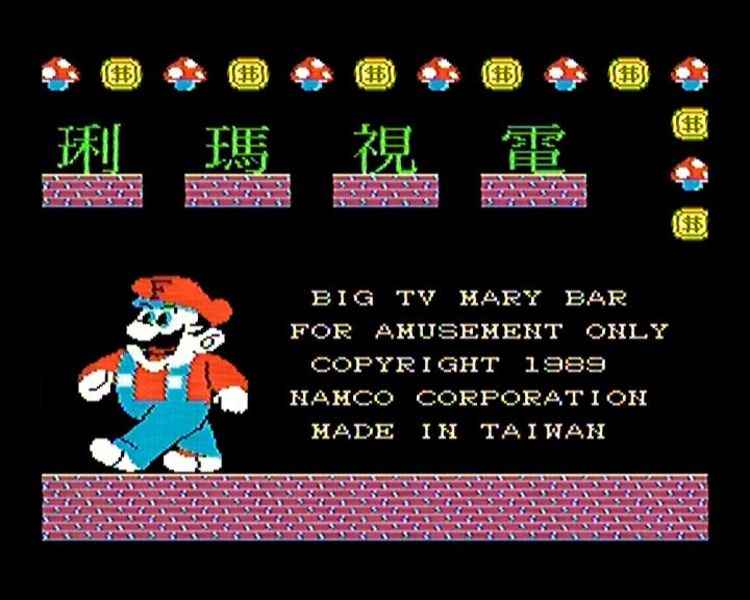 琍瑪視電
BIG TV MARY BAR
FOR AMUSEMENT ONLY
COPYRIGHT 1989
NAMCO CORPORATION
MADE IN TAIWAN
F